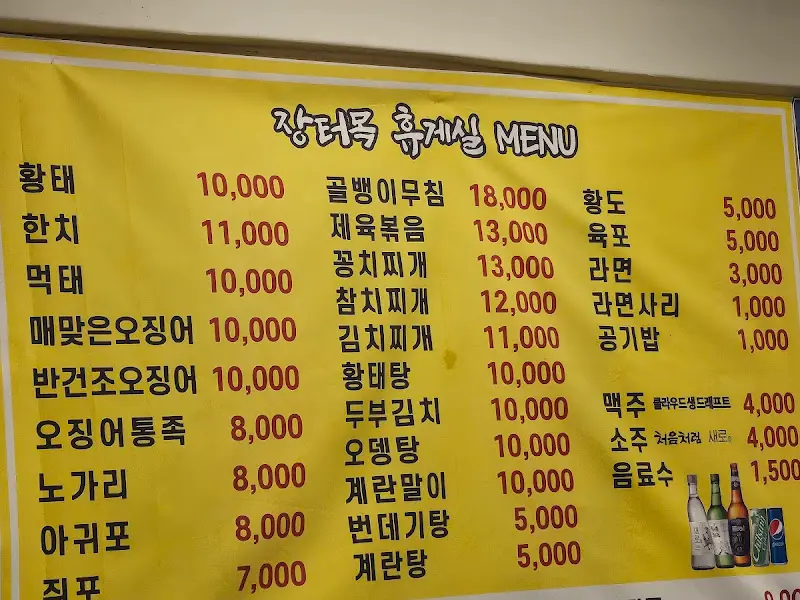 장터목 휴게실 MENU
황태 10,000
한치 11,000
먹태 10,000
매맞은오징어 10,000
반건조오징어 10,000
오징어통족 8,000
노가리 8,000
아귀포 8,000
쥐포 7,000
골뱅이무침 18,000
제육볶음 13,000
꽁치찌개 13,000
참치찌개 12,000
김치찌개 11,000
황태탕 10,000
두부김치 10,000
오뎅탕 10,000
계란말이 10,000
번데기탕 5,000
계란탕 5,000
황도 5,000
육포 5,000
라면 3,000
라면사리 1,000
공기밥 1,000
맥주 클라우드생드래프트 4,000
소주 처음처럼 새로 4,000
음료수 1,500
pepsi